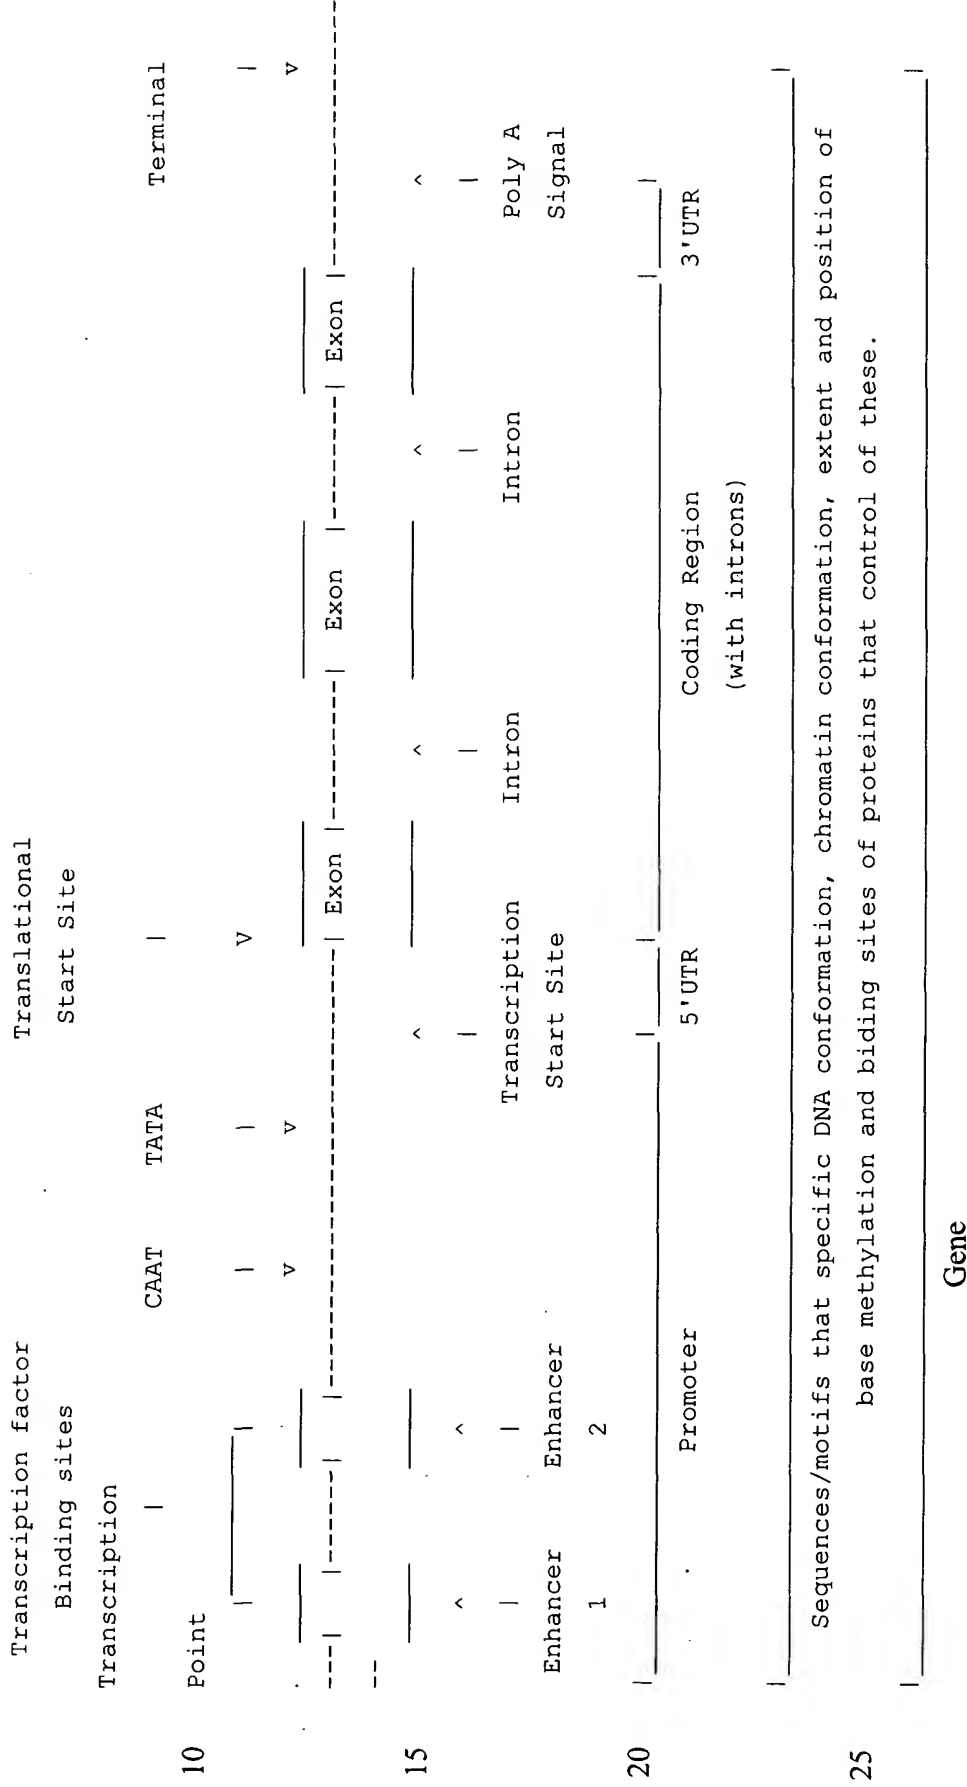 Transcription factor Translational
Binding sites Start Site
Transcription
CAAT TATA Terminal
10 Point
Exon Exon Exon
15
Transcription Intron Intron Poly A
Enhancer Enhancer Start Site Signal
1 2
20
Promoter 5'UTR Coding Region 3'UTR
(with introns)
Sequences/motifs that specific DNA conformation, chromatin conformation, extent and position of
25 base methylation and biding sites of proteins that control of these.
Gene